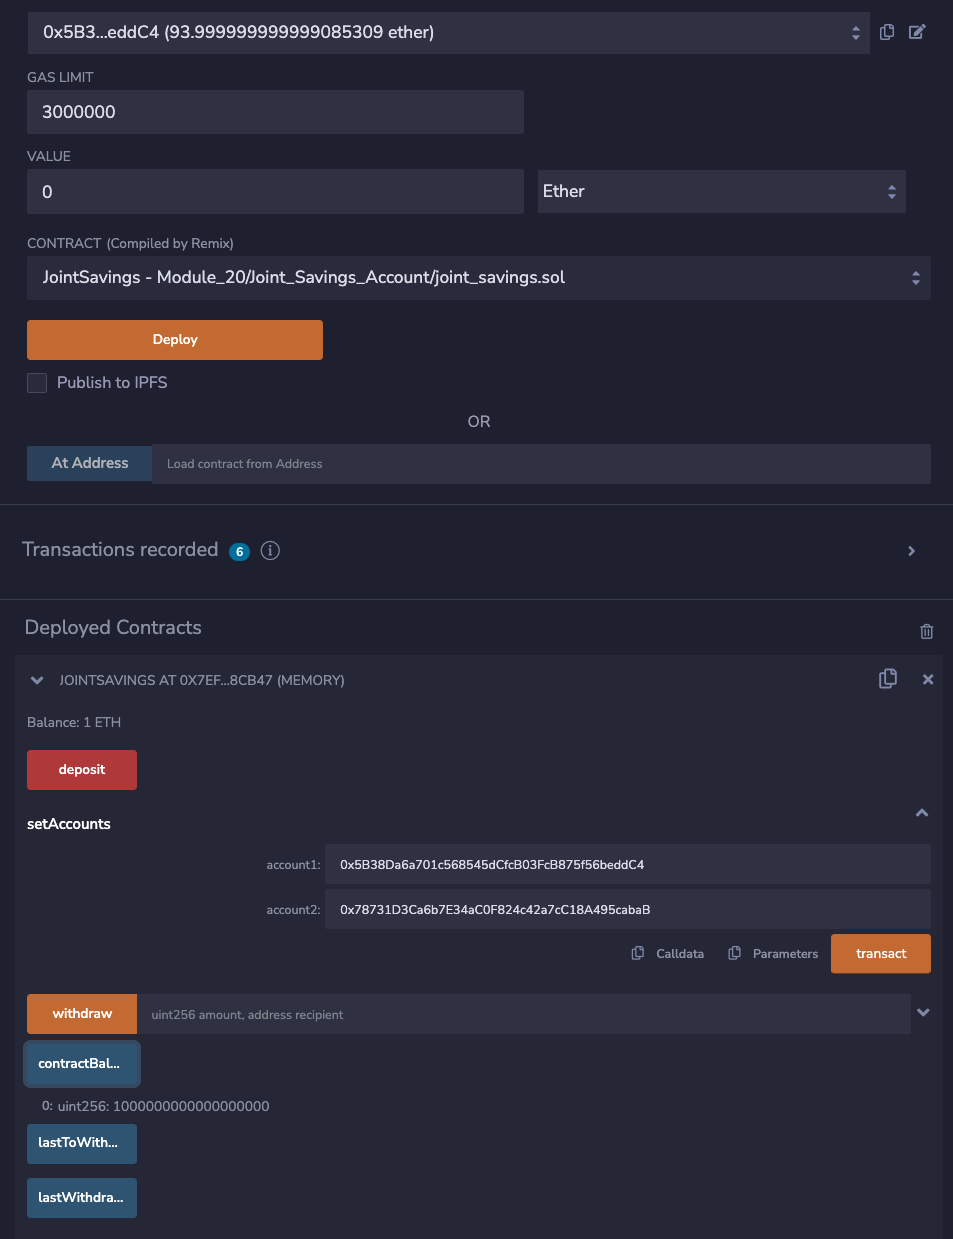 0x5B3...eddC4 (93.999999999999085309 ether)
GAS LIMIT
3000000
VALUE
0
Ether
CONTRACT (Compiled by Remix)
JointSavings - Module_20/Joint_Savings_Account/joint_savings.sol
Deploy
Publish to IPFS
OR
At Address
Load contract from Address
Transactions recorded 6
Deployed Contracts
JOINTSAVINGS AT 0X7EF...8CB47 (MEMORY)
Balance: 1 ETH
deposit
setAccounts
account1: 0x5B38Da6a701c568545dCfcB03FcB875f56beddC4
account2: 0x78731D3Ca6b7E34aC0F824c42a7cC18A495cabaB
Calldata Parameters transact
withdraw uint256 amount, address recipient
contractBal...
0: uint256: 1000000000000000000
lastToWith...
lastWithdra...